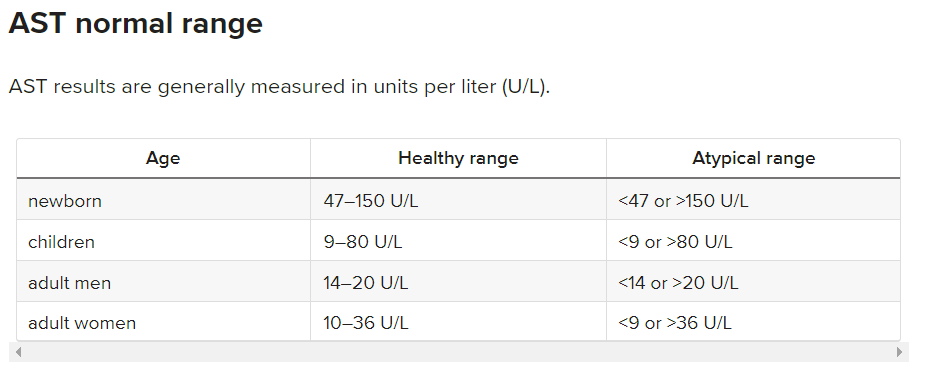 AST normal range
AST results are generally measured in units per liter (U/L).
Age Healthy range Atypical range
newborn 47–150 U/L <47 or >150 U/L
children 9–80 U/L <9 or >80 U/L
adult men 14–20 U/L <14 or >20 U/L
adult women 10–36 U/L <9 or >36 U/L